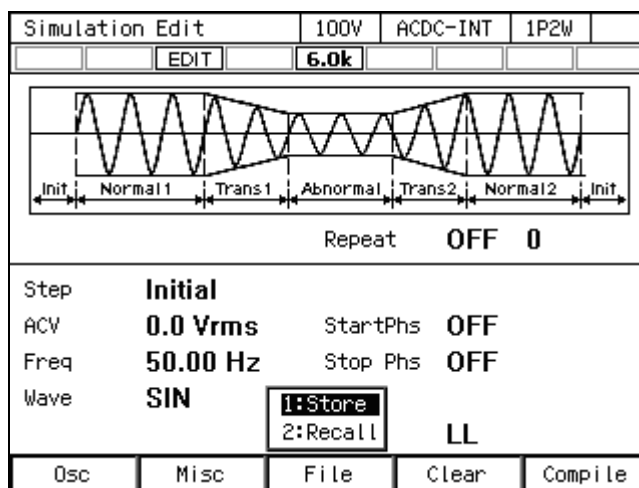 Simulation Edit 100V ACDC-INT 1P2W
EDIT 6.0k
Init Normal1 Trans1 Abnormal Trans2 Normal2 Init
Repeat OFF 0
Step Initial
ACV 0.0 Vrms StartPhs OFF
Freq 50.00 Hz Stop Phs OFF
Wave SIN
1:Store
2:Recall LL
Osc Misc File Clear Compile